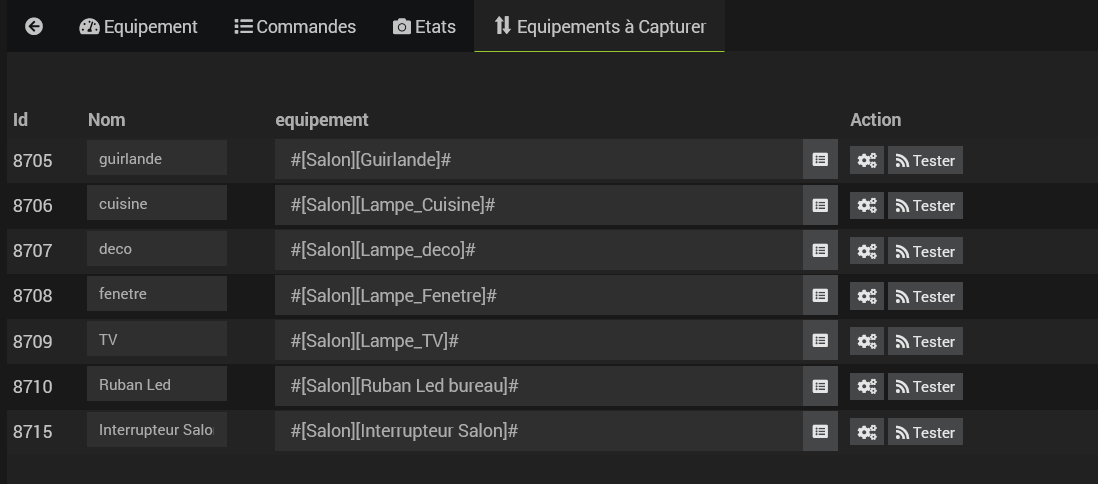 Equipement Commandes Etats Equipements à Capturer
Id Nom equipement Action
8705 guirlande #[Salon][Guirlande]# Tester
8706 cuisine #[Salon][Lampe_Cuisine]# Tester
8707 deco #[Salon][Lampe_deco]# Tester
8708 fenetre #[Salon][Lampe_Fenetre]# Tester
8709 TV #[Salon][Lampe_TV]# Tester
8710 Ruban Led #[Salon][Ruban Led bureau]# Tester
8715 Interrupteur Salo #[Salon][Interrupteur Salon]# Tester